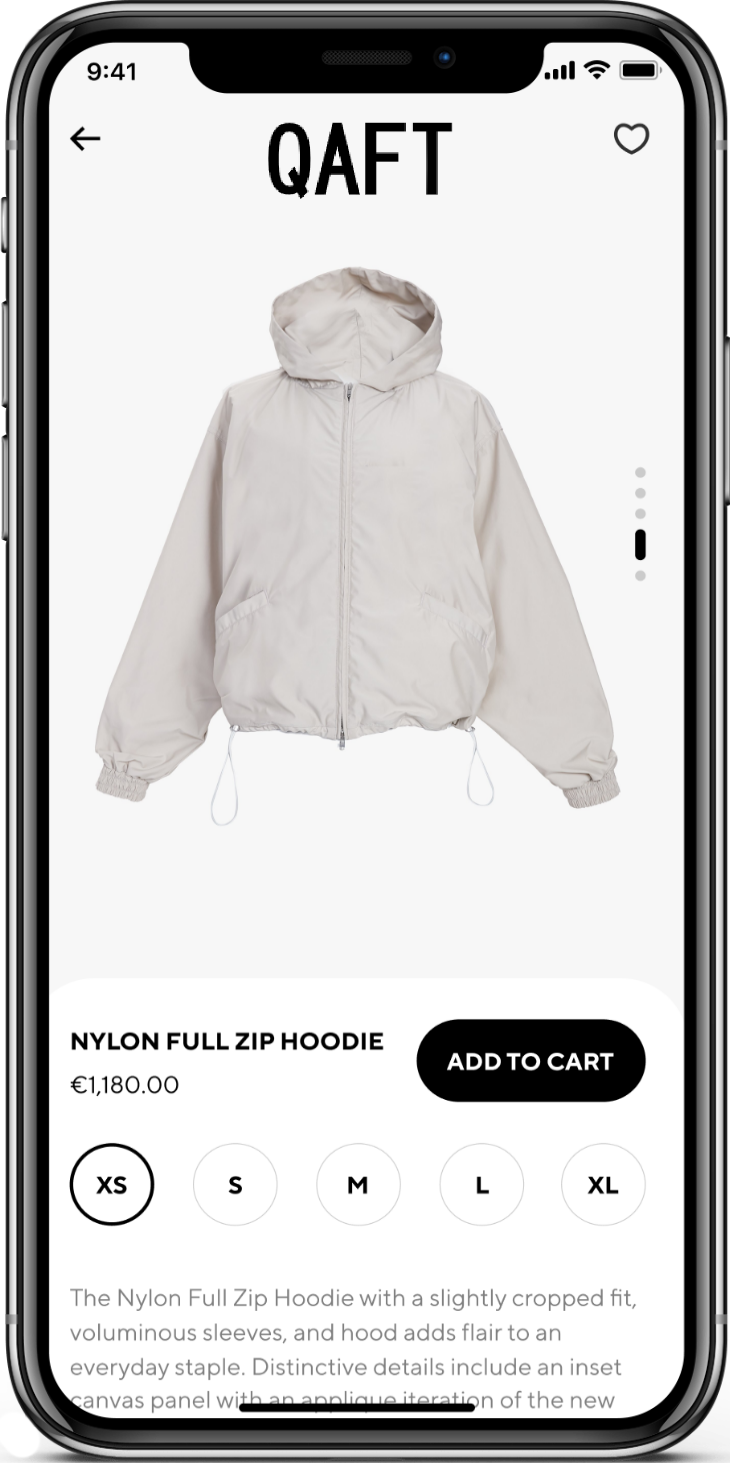 9:41
QAFT
NYLON FULL ZIP HOODIE
€1,180.00
ADD TO CART
XS
S
M
L
XL
The Nylon Full Zip Hoodie with a slightly cropped fit,
voluminous sleeves, and hood adds flair to an
everyday staple. Distinctive details include an inset
canvas panel with an applique iteration of the new